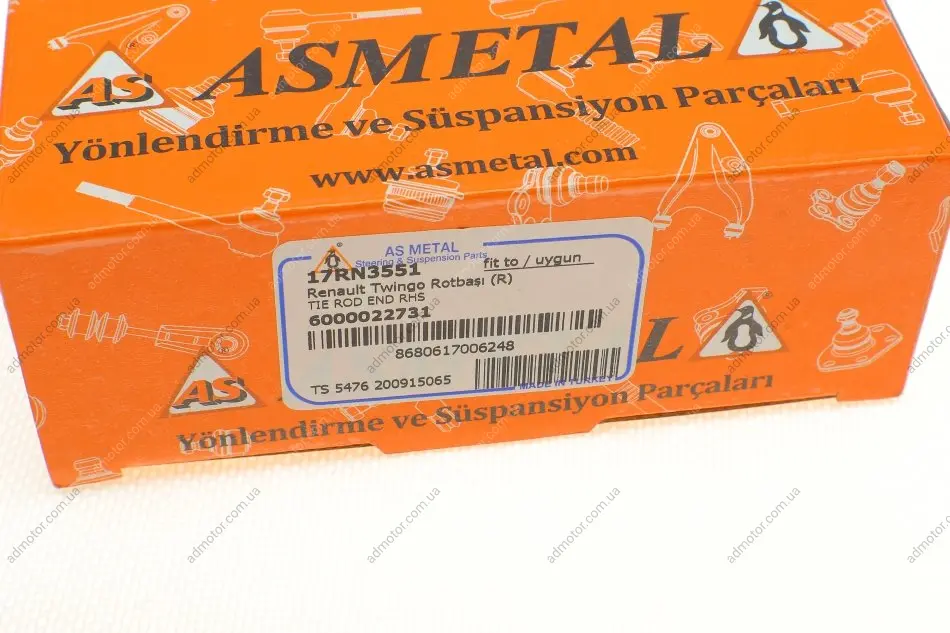 AS ASMETAL
Yönlendirme ve Süspansiyon Parçaları
www.asmetal.com
AS METAL
Steering & Suspension Parts
17RN3551 fit to / uygun
Renault Twingo Rotbaşı (R)
TIE ROD END RHS
6000022731
8680617006248
TS 5476 200915065
MADE IN TURKEY
AS
Yönlendirme ve Süspansiyon Parçaları
admotor.com.ua